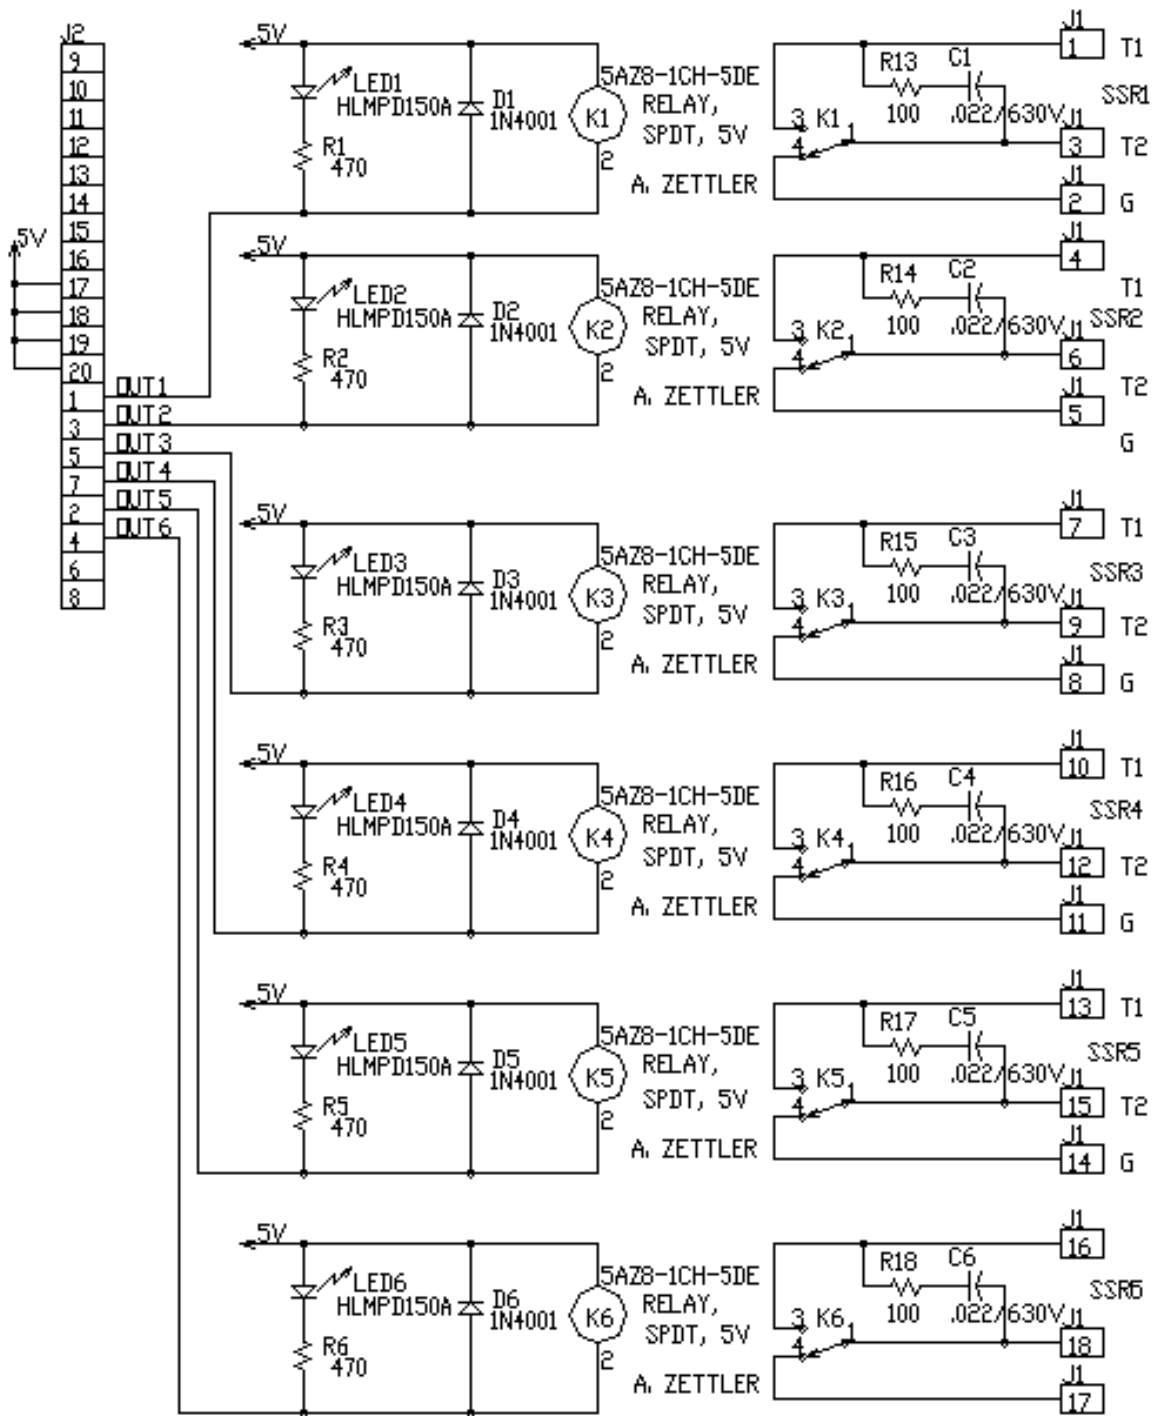 J2
9
10
11
12
13
14
15
16
17
18
19
20
1
3
5
7
2
4
6
8
5V
OUT1
OUT2
OUT3
OUT4
OUT5
OUT6
5V
LED1
HLMPD150A
R1
470
D1
1N4001
K1
5AZ8-1CH-5DE
RELAY,
SPDT, 5V
2
A. ZETTLER
3 K1 1
4
R13
100
C1
.022/630V
J1
1 T1
SSR1
J1
3 T2
J1
2 G
5V
LED2
HLMPD150A
R2
470
D2
1N4001
K2
5AZ8-1CH-5DE
RELAY,
SPDT, 5V
2
A. ZETTLER
3 K2 1
4
R14
100
C2
.022/630V
J1
4
T1
SSR2
J1
6
T2
J1
5
G
5V
LED3
HLMPD150A
R3
470
D3
1N4001
K3
5AZ8-1CH-5DE
RELAY,
SPDT, 5V
2
A. ZETTLER
3 K3 1
4
R15
100
C3
.022/630V
J1
7 T1
SSR3
J1
9 T2
J1
8 G
5V
LED4
HLMPD150A
R4
470
D4
1N4001
K4
5AZ8-1CH-5DE
RELAY,
SPDT, 5V
2
A. ZETTLER
3 K4 1
4
R16
100
C4
.022/630V
J1
10 T1
SSR4
J1
12 T2
J1
11 G
5V
LED5
HLMPD150A
R5
470
D5
1N4001
K5
5AZ8-1CH-5DE
RELAY,
SPDT, 5V
2
A. ZETTLER
3 K5 1
4
R17
100
C5
.022/630V
J1
13 T1
SSR5
J1
15 T2
J1
14 G
5V
LED6
HLMPD150A
R6
470
D6
1N4001
K6
5AZ8-1CH-5DE
RELAY,
SPDT, 5V
2
A. ZETTLER
3 K6 1
4
R18
100
C6
.022/630V
J1
16
J1
18
J1
17